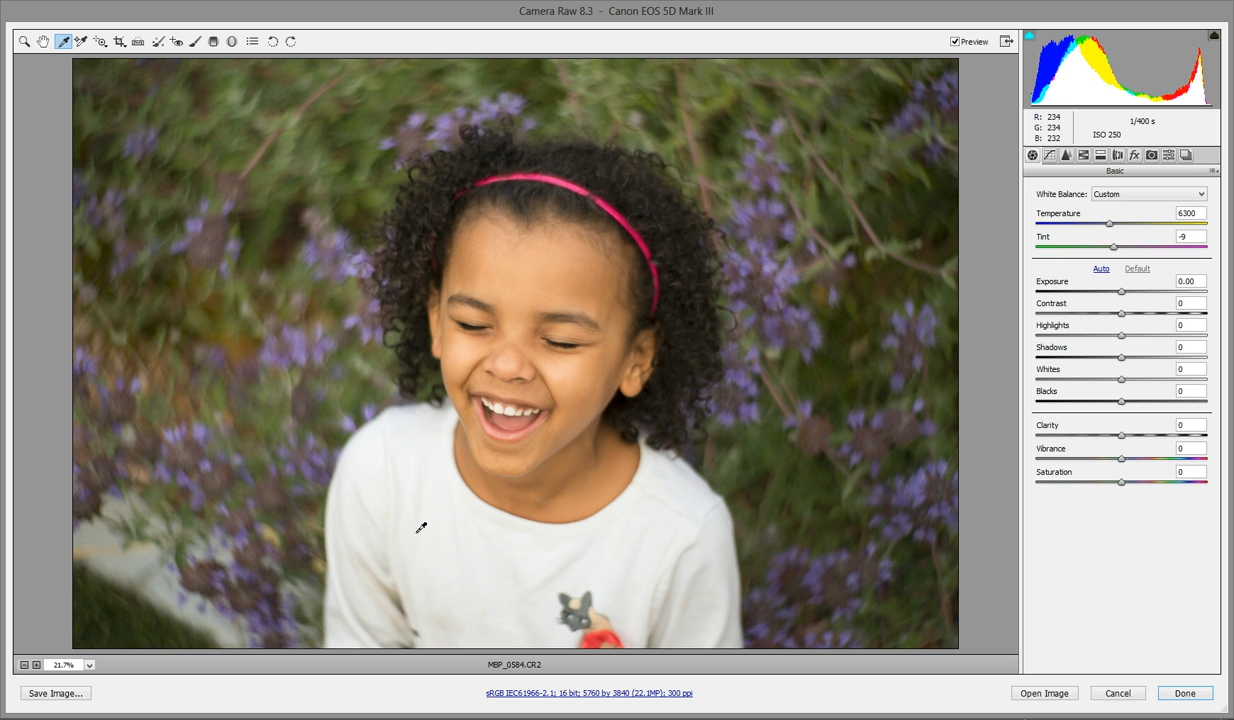 Camera Raw 8.3 - Canon EOS 5D Mark III
Preview
R: 234
G: 234
B: 232
1/400 s
ISO 250
fx
Basic
White Balance: Custom
Temperature 6300
Tint -9
Auto Default
Exposure 0.00
Contrast 0
Highlights 0
Shadows 0
Whites 0
Blacks 0
Clarity 0
Vibrance 0
Saturation 0
21.7%
MBP_0584.CR2
Save Image...
sRGB IEC61966-2.1; 16 bit; 5760 by 3840 (22.1MP); 300 ppi
Open Image
Cancel
Done